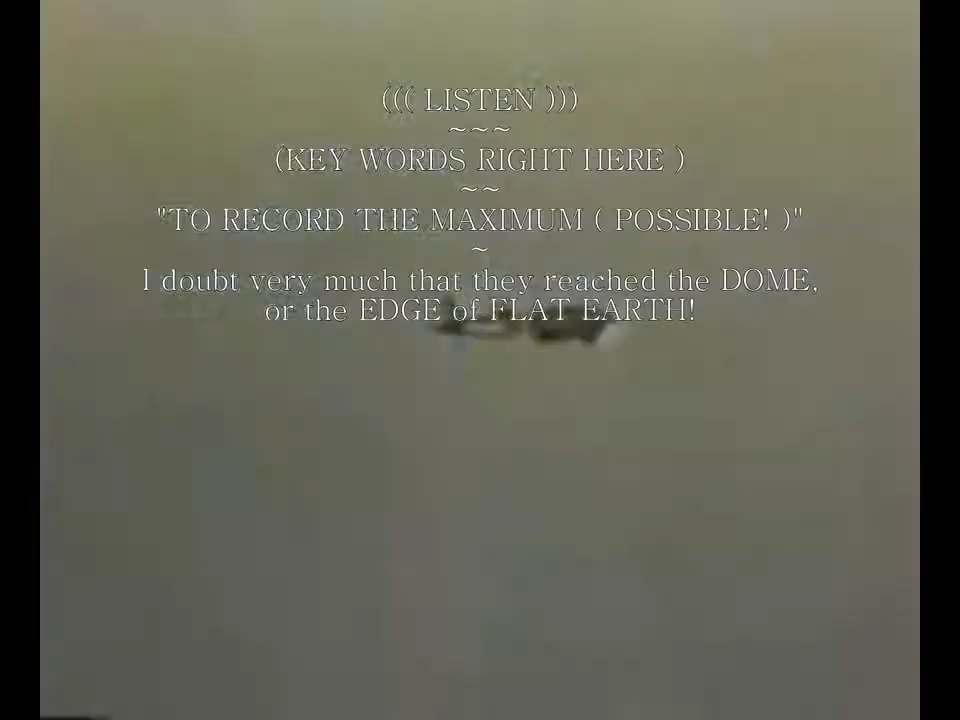 ((( LISTEN )))
~~~
(KEY WORDS RIGHT HERE )
~~
"TO RECORD THE MAXIMUM ( POSSIBLE! )"
~
I doubt very much that they reached the DOME,
or the EDGE of FLAT EARTH!